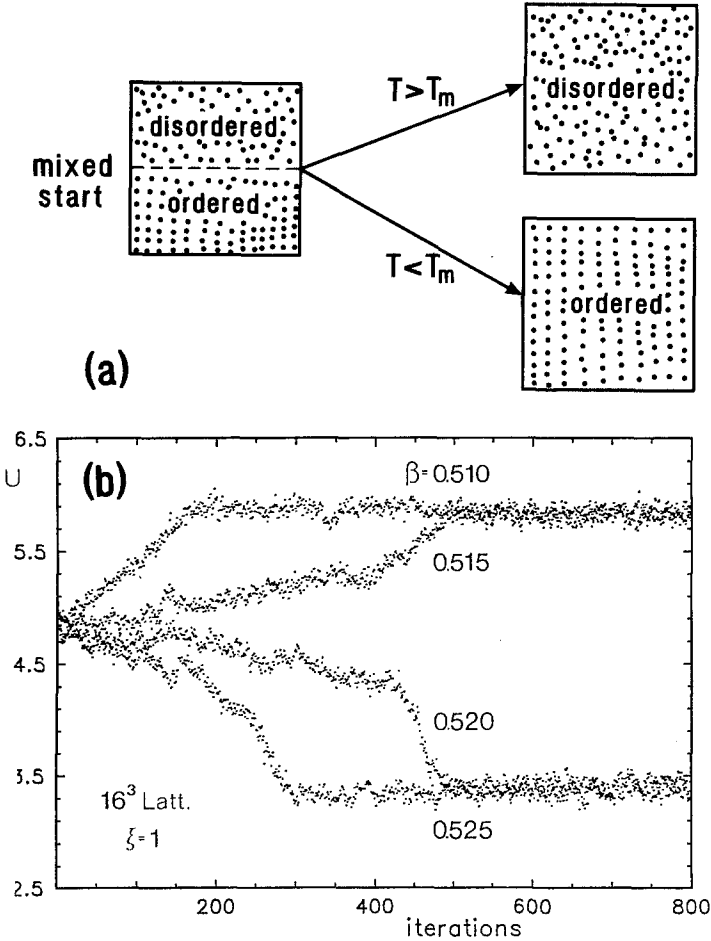 disordered
T>Tm
mixed
start
ordered
disordered
T<Tm
ordered
(a)
6.5
U
(b)
β=0.510
5.5
0.515
4.5
0.520
3.5
16³ Latt.
ξ=1
0.525
2.5
200
400
600
800
iterations